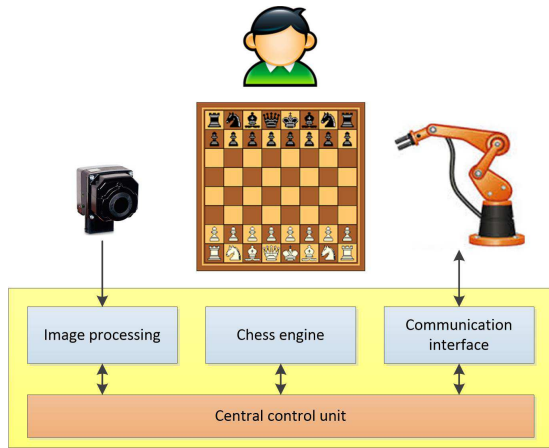 Image processing
Chess engine
Communication
interface
Central control unit